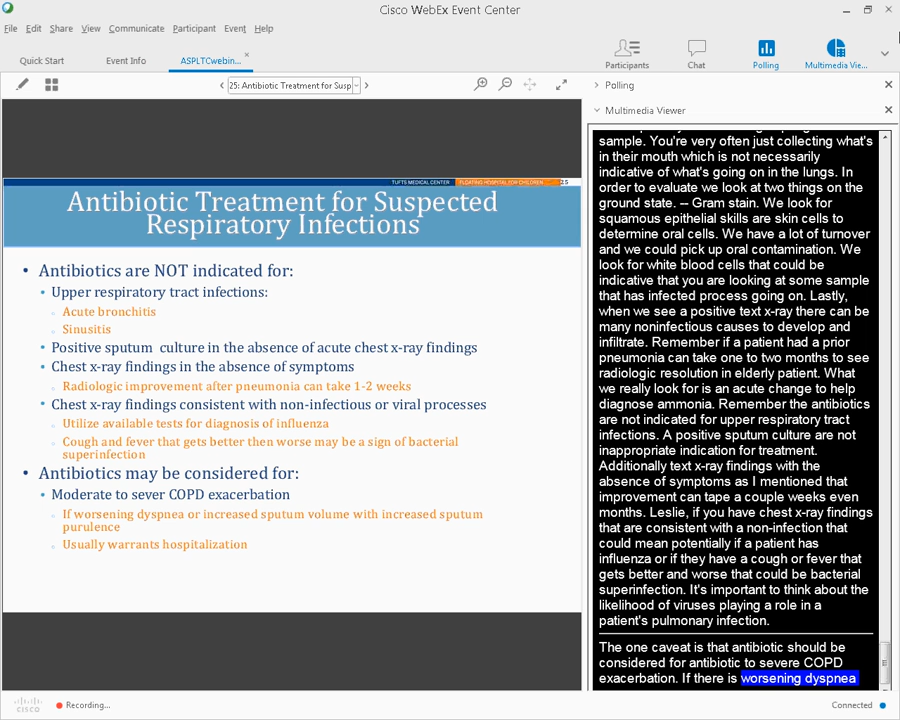 Cisco WebEx Event Center
File Edit Share View Communicate Participant Event Help
Quick Start Event Info ASPLTCwebin...
Participants Chat Polling Multimedia Vie...
25: Antibiotic Treatment for Susp
Polling
Multimedia Viewer
TUFTS MEDICAL CENTER FLOATING HOSPITAL FOR CHILDREN 25
Antibiotic Treatment for Suspected
Respiratory Infections
• Antibiotics are NOT indicated for:
• Upper respiratory tract infections:
Acute bronchitis
Sinusitis
• Positive sputum culture in the absence of acute chest x-ray findings
• Chest x-ray findings in the absence of symptoms
Radiologic improvement after pneumonia can take 1-2 weeks
• Chest x-ray findings consistent with non-infectious or viral processes
Utilize available tests for diagnosis of influenza
Cough and fever that gets better then worse may be a sign of bacterial
superinfection
• Antibiotics may be considered for:
• Moderate to sever COPD exacerbation
If worsening dyspnea or increased sputum volume with increased sputum
purulence
Usually warrants hospitalization
sample. You're very often just collecting what's
in their mouth which is not necessarily
indicative of what's going on in the lungs. In
order to evaluate we look at two things on the
ground state. -- Gram stain. We look for
squamous epithelial skills are skin cells to
determine oral cells. We have a lot of turnover
and we could pick up oral contamination. We
look for white blood cells that could be
indicative that you are looking at some sample
that has infected process going on. Lastly,
when we see a positive text x-ray there can be
many noninfectious causes to develop and
infiltrate. Remember if a patient had a prior
pneumonia can take one to two months to see
radiologic resolution in elderly patient. What
we really look for is an acute change to help
diagnose ammonia. Remember the antibiotics
are not indicated for upper respiratory tract
infections. A positive sputum culture are not
inappropriate indication for treatment.
Additionally text x-ray findings with the
absence of symptoms as I mentioned that
improvement can tape a couple weeks even
months. Leslie, if you have chest x-ray findings
that are consistent with a non-infection that
could mean potentially if a patient has
influenza or if they have a cough or fever that
gets better and worse that could be bacterial
superinfection. It's important to think about the
likelihood of viruses playing a role in a
patient's pulmonary infection.
The one caveat is that antibiotic should be
considered for antibiotic to severe COPD
exacerbation. If there is worsening dyspnea
cisco Recording... Connected